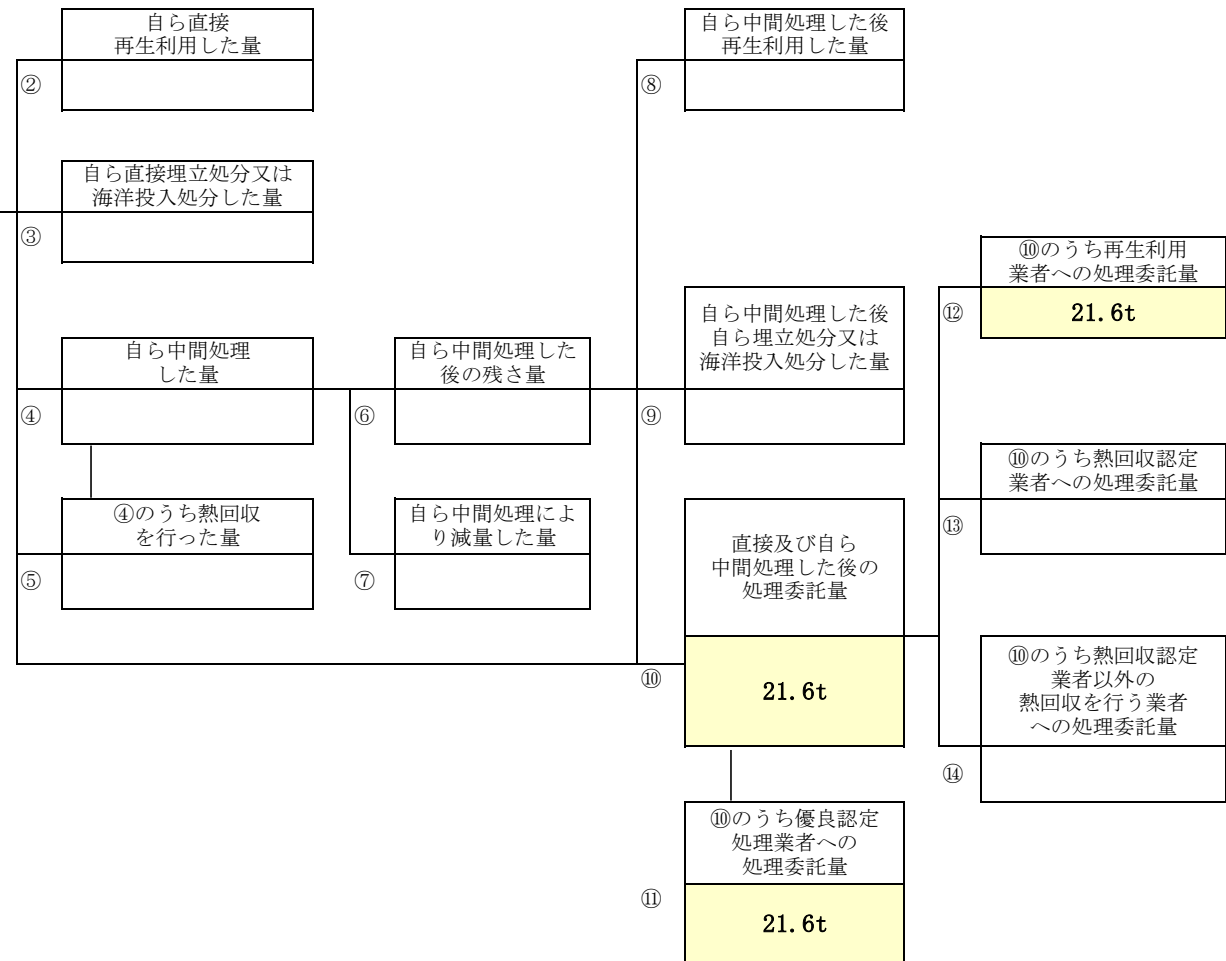 自ら直接
再生利用した量
②
自ら直接埋立処分又は
海洋投入処分した量
③
自ら中間処理
した量
④
④のうち熱回収
を行った量
⑤
自ら中間処理した
後の残さ量
⑥
自ら中間処理によ
り減量した量
⑦
自ら中間処理した後
再生利用した量
⑧
自ら中間処理した後
自ら埋立処分又は
海洋投入処分した量
⑨
直接及び自ら
中間処理した後の
処理委託量
⑩
21.6t
⑩のうち優良認定
処理業者への
処理委託量
⑪
21.6t
⑩のうち再生利用
業者への処理委託量
⑫
21.6t
⑩のうち熱回収認定
業者への処理委託量
⑬
⑩のうち熱回収認定
業者以外の
熱回収を行う業者
への処理委託量
⑭